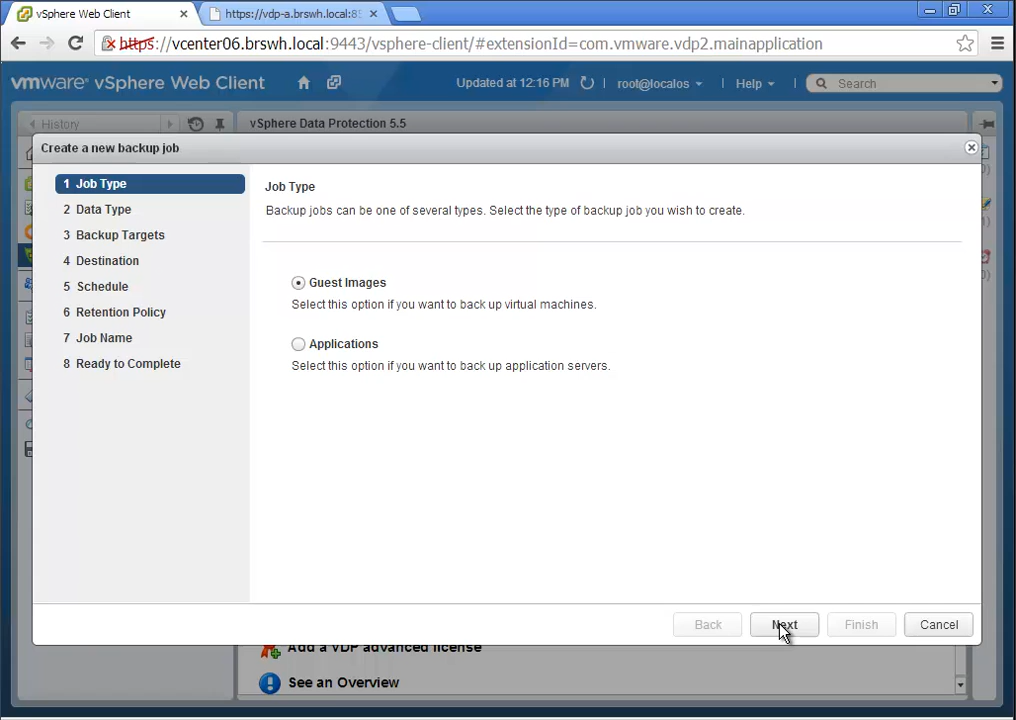 vSphere Web Client
https://vdp-a.brswh.local:85
https://vcenter06.brswh.local:9443/vsphere-client/#extensionId=com.vmware.vdp2.mainapplication
vmware® vSphere Web Client
Updated at 12:16 PM
root@localos
Help
Search
History
vSphere Data Protection 5.5
Create a new backup job
1 Job Type
2 Data Type
3 Backup Targets
4 Destination
5 Schedule
6 Retention Policy
7 Job Name
8 Ready to Complete
Job Type
Backup jobs can be one of several types. Select the type of backup job you wish to create.
Guest Images
Select this option if you want to back up virtual machines.
Applications
Select this option if you want to back up application servers.
Back
Next
Finish
Cancel
Add a VDP advanced license
See an Overview